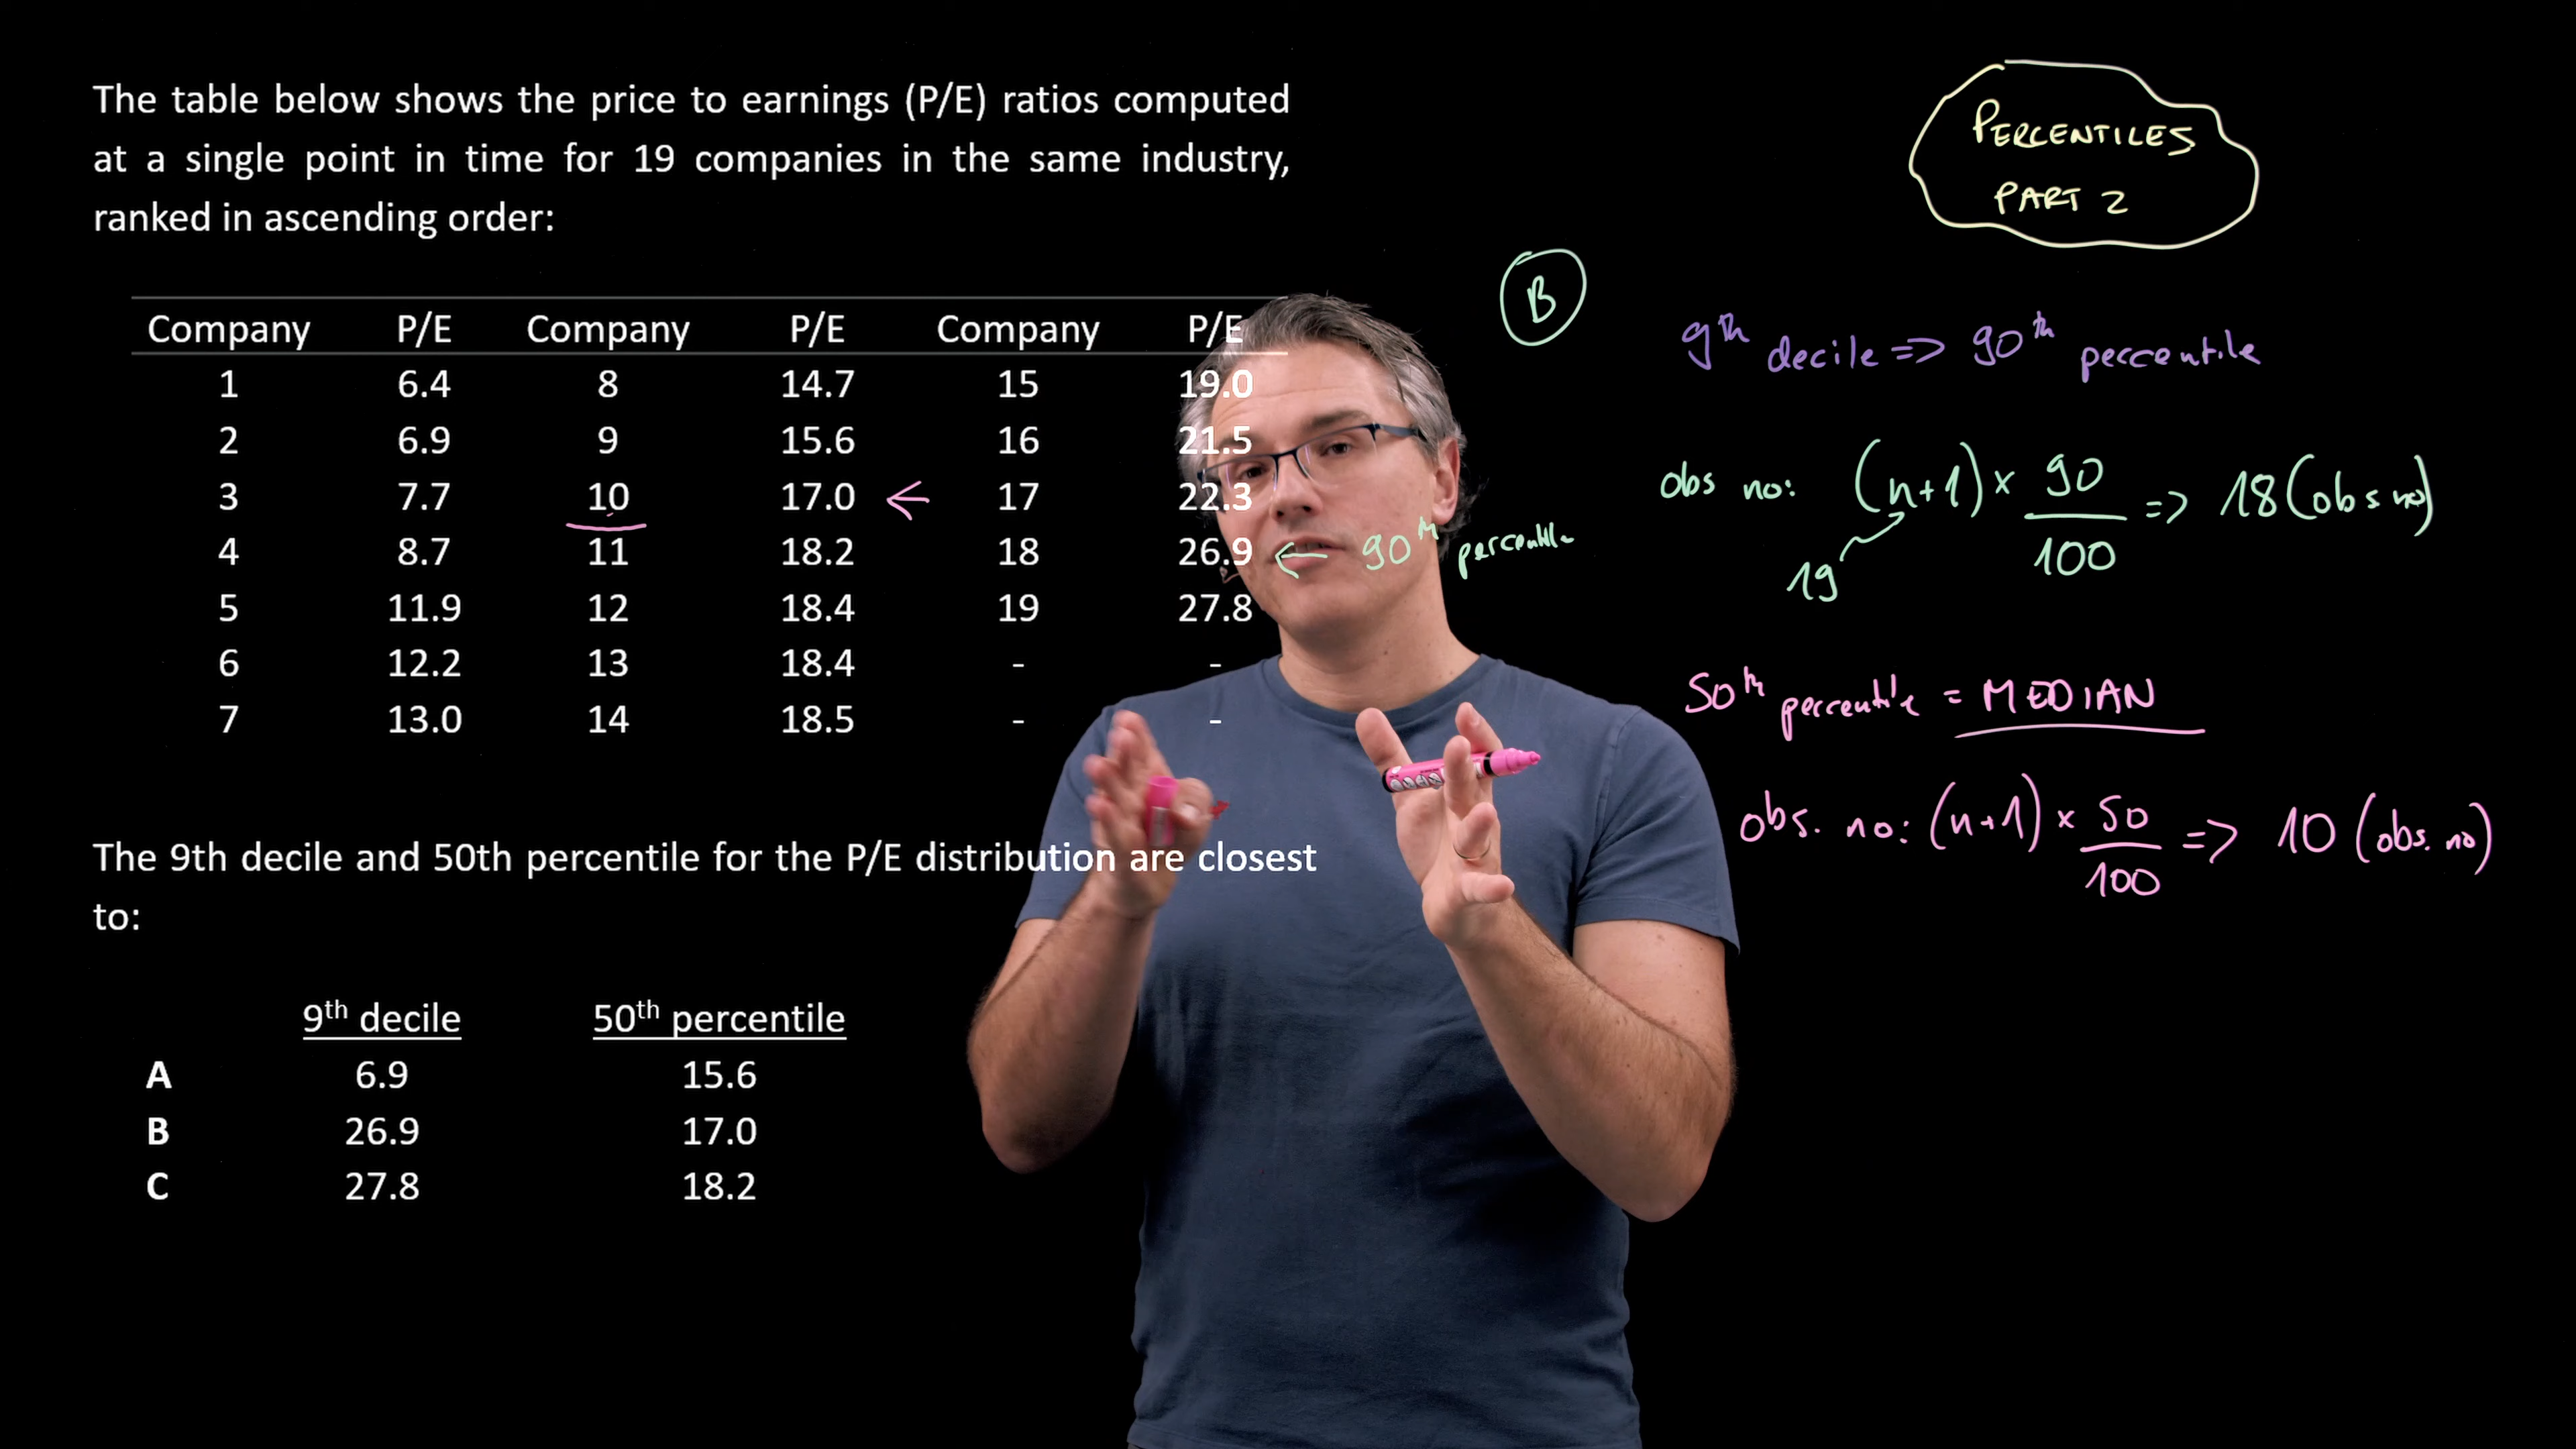 The table below shows the price to earnings (P/E) ratios computed
at a single point in time for 19 companies in the same industry,
ranked in ascending order:
Company P/E Company P/E Company P/E
1 6.4 8 14.7 15 19.0
2 6.9 9 15.6 16 21.5
3 7.7 10 17.0 17 22.3
4 8.7 11 18.2 18 26.9
5 11.9 12 18.4 19 27.8
6 12.2 13 18.4 - -
7 13.0 14 18.5 - -
The 9th decile and 50th percentile for the P/E distribution are closest
to:
9th decile 50th percentile
A 6.9 15.6
B 26.9 17.0
C 27.8 18.2
B
90th percentile
PERCENTILES
PART 2
9th decile => 90th percentile
obs no: (n+1) × 90/100 => 18 (obs no)
19
50th percentile = MEDIAN
obs. no: (n+1) × 50/100 => 10 (obs. no)